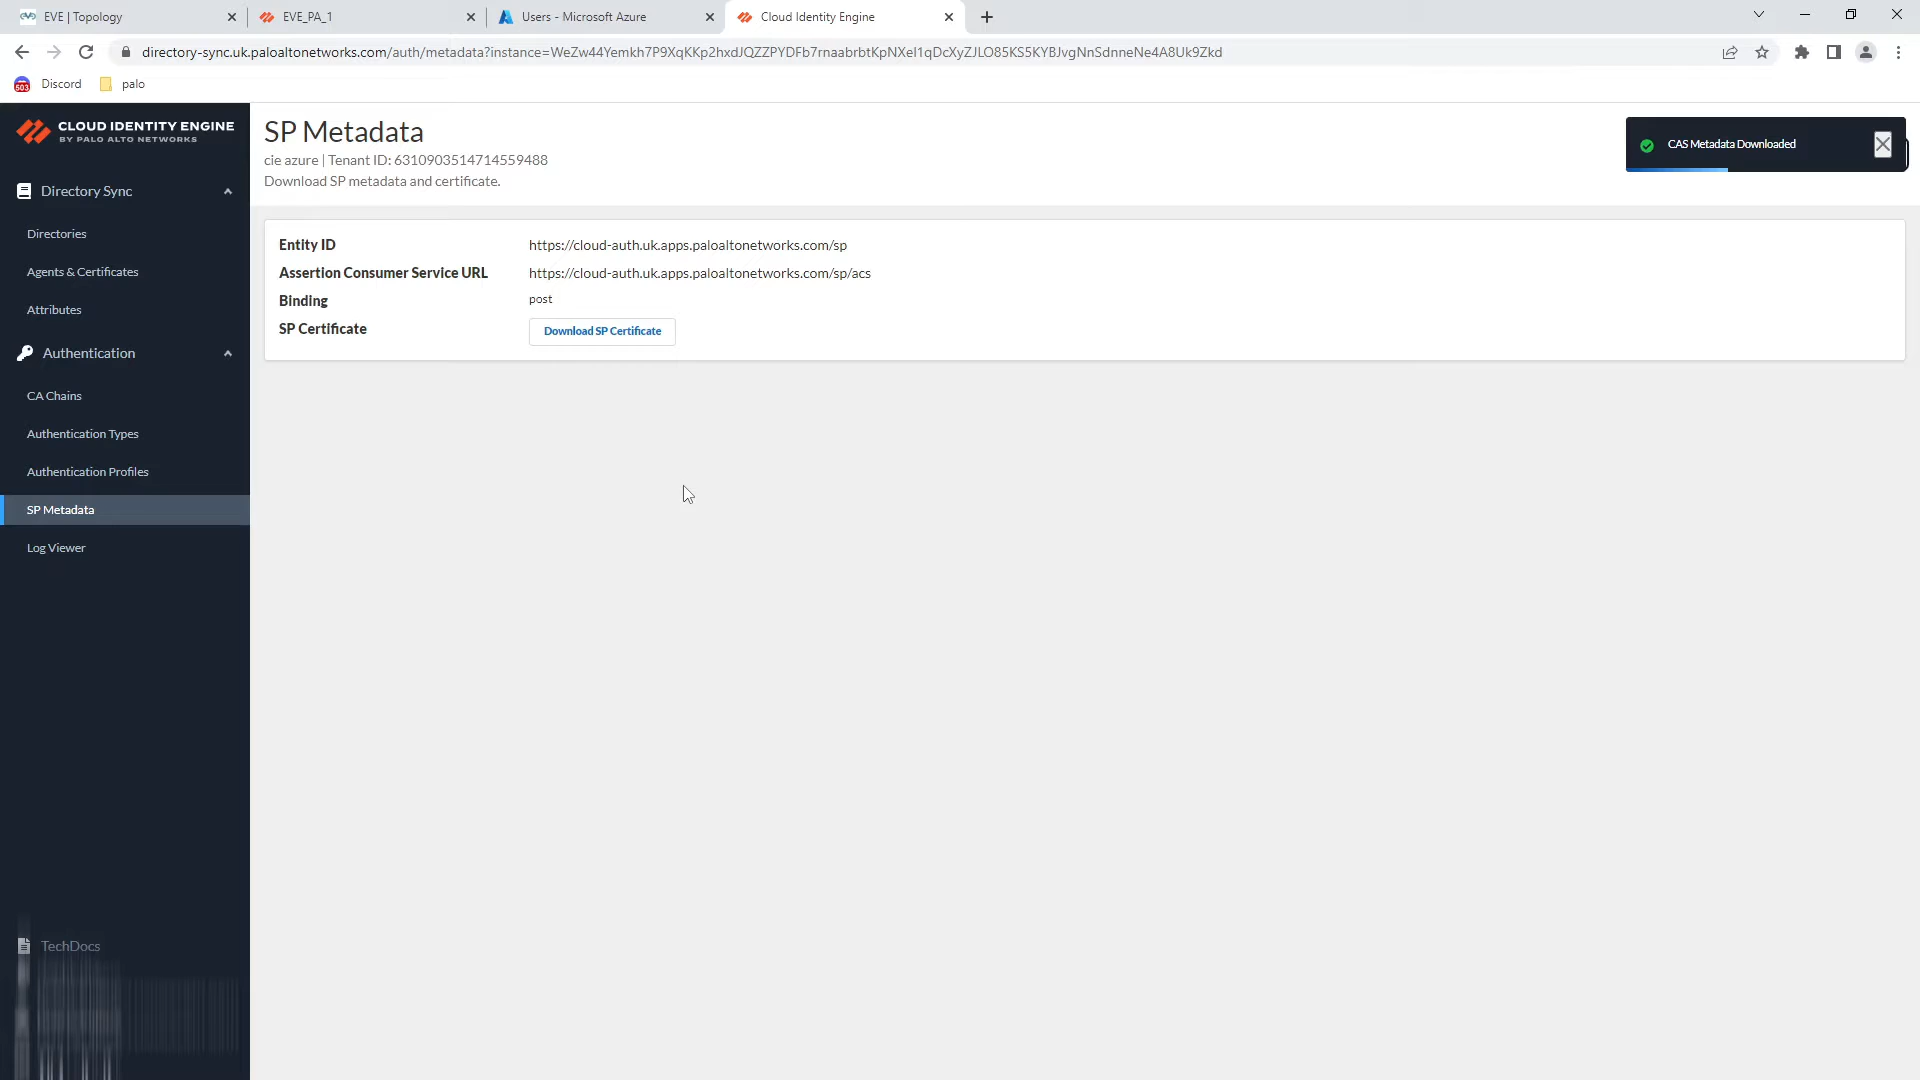 EVE | Topology
EVE_PA_1
Users - Microsoft Azure
Cloud Identity Engine
directory-sync.uk.paloaltonetworks.com/auth/metadata?instance=WeZw44Yemkh7P9XqKKp2hxdJQZZPYDFb7rnaabrbtKpNXel1qDcXyZJLO85KS5KYBJvgNnSdnneNe4A8Uk9Zkd
503
Discord
palo
CLOUD IDENTITY ENGINE
BY PALO ALTO NETWORKS
Directory Sync
Directories
Agents & Certificates
Attributes
Authentication
CA Chains
Authentication Types
Authentication Profiles
SP Metadata
Log Viewer
TechDocs
SP Metadata
cie azure | Tenant ID: 6310903514714559488
Download SP metadata and certificate.
CAS Metadata Downloaded
Entity ID
https://cloud-auth.uk.apps.paloaltonetworks.com/sp
Assertion Consumer Service URL
https://cloud-auth.uk.apps.paloaltonetworks.com/sp/acs
Binding
post
SP Certificate
Download SP Certificate